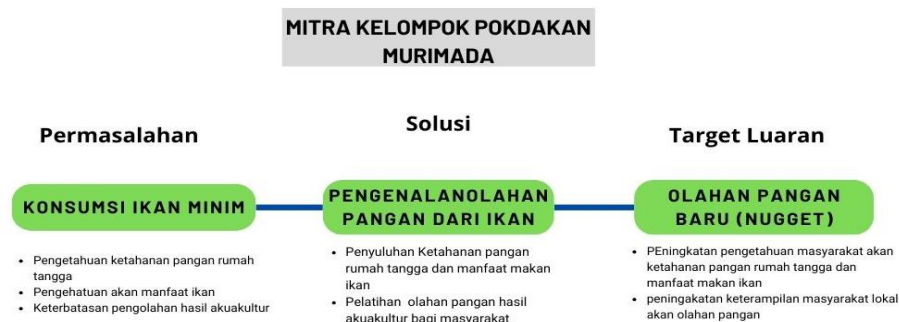 MITRA KELOMPOK POKDAKAN
MURIMADA
Permasalahan
Solusi
Target Luaran
KONSUMSI IKAN MINIM
PENGENALANOLAHAN
PANGAN DARI IKAN
OLAHAN PANGAN
BARU (NUGGET)
• Pengetahuan ketahanan pangan rumah
tangga
• Pengehatuan akan manfaat ikan
• Keterbatasan pengolahan hasil akuakultur
• Penyuluhan Ketahanan pangan
rumah tangga dan manfaat makan
ikan
• Pelatihan olahan pangan hasil
akuakultur bagi masyarakat
• PEningkatan pengetahuan masyarakat akan
ketahanan pangan rumah tangga dan
manfaat makan ikan
• peningakatan keterampilan masyarakat lokal
akan olahan pangan